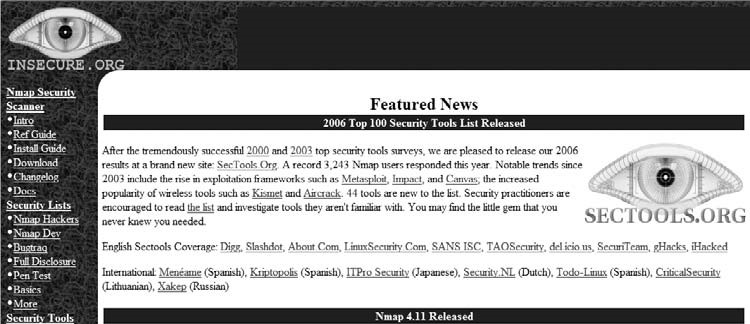 INSECURE.ORG
Nmap Security
Scanner
•Intro
•Ref Guide
•Install Guide
•Download
•Changelog
•Docs
Security Lists
•Nmap Hackers
•Nmap Dev
•Bugtraq
•Full Disclosure
•Pen Test
•Basics
•More
Security Tools
Featured News
2006 Top 100 Security Tools List Released
After the tremendously successful 2000 and 2003 top security tools surveys, we are pleased to release our 2006
results at a brand new site: SecTools.Org. A record 3,243 Nmap users responded this year. Notable trends since
2003 include the rise in exploitation frameworks such as Metasploit, Impact, and Canvas; the increased
popularity of wireless tools such as Kismet and Aircrack. 44 tools are new to the list. Security practitioners are
encouraged to read the list and investigate tools they aren't familiar with. You may find the little gem that you
never knew you needed.
SECTOOLS.ORG
English Sectools Coverage: Digg, Slashdot, About.Com, LinuxSecurity.Com, SANS ISC, TAOSecurity, del.icio.us, SecuriTeam, gHacks, iHacked
International: Menéame (Spanish), Kriptopolis (Spanish), ITPro Security (Japanese), Security.NL (Dutch), Todo-Linux (Spanish), CriticalSecurity
(Lithuanian), Xakep (Russian)
Nmap 4.11 Released